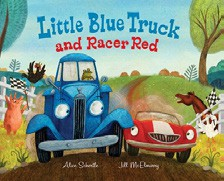 Little Blue Truck
and Racer Red
Alice Schertle
Jill McElmurry